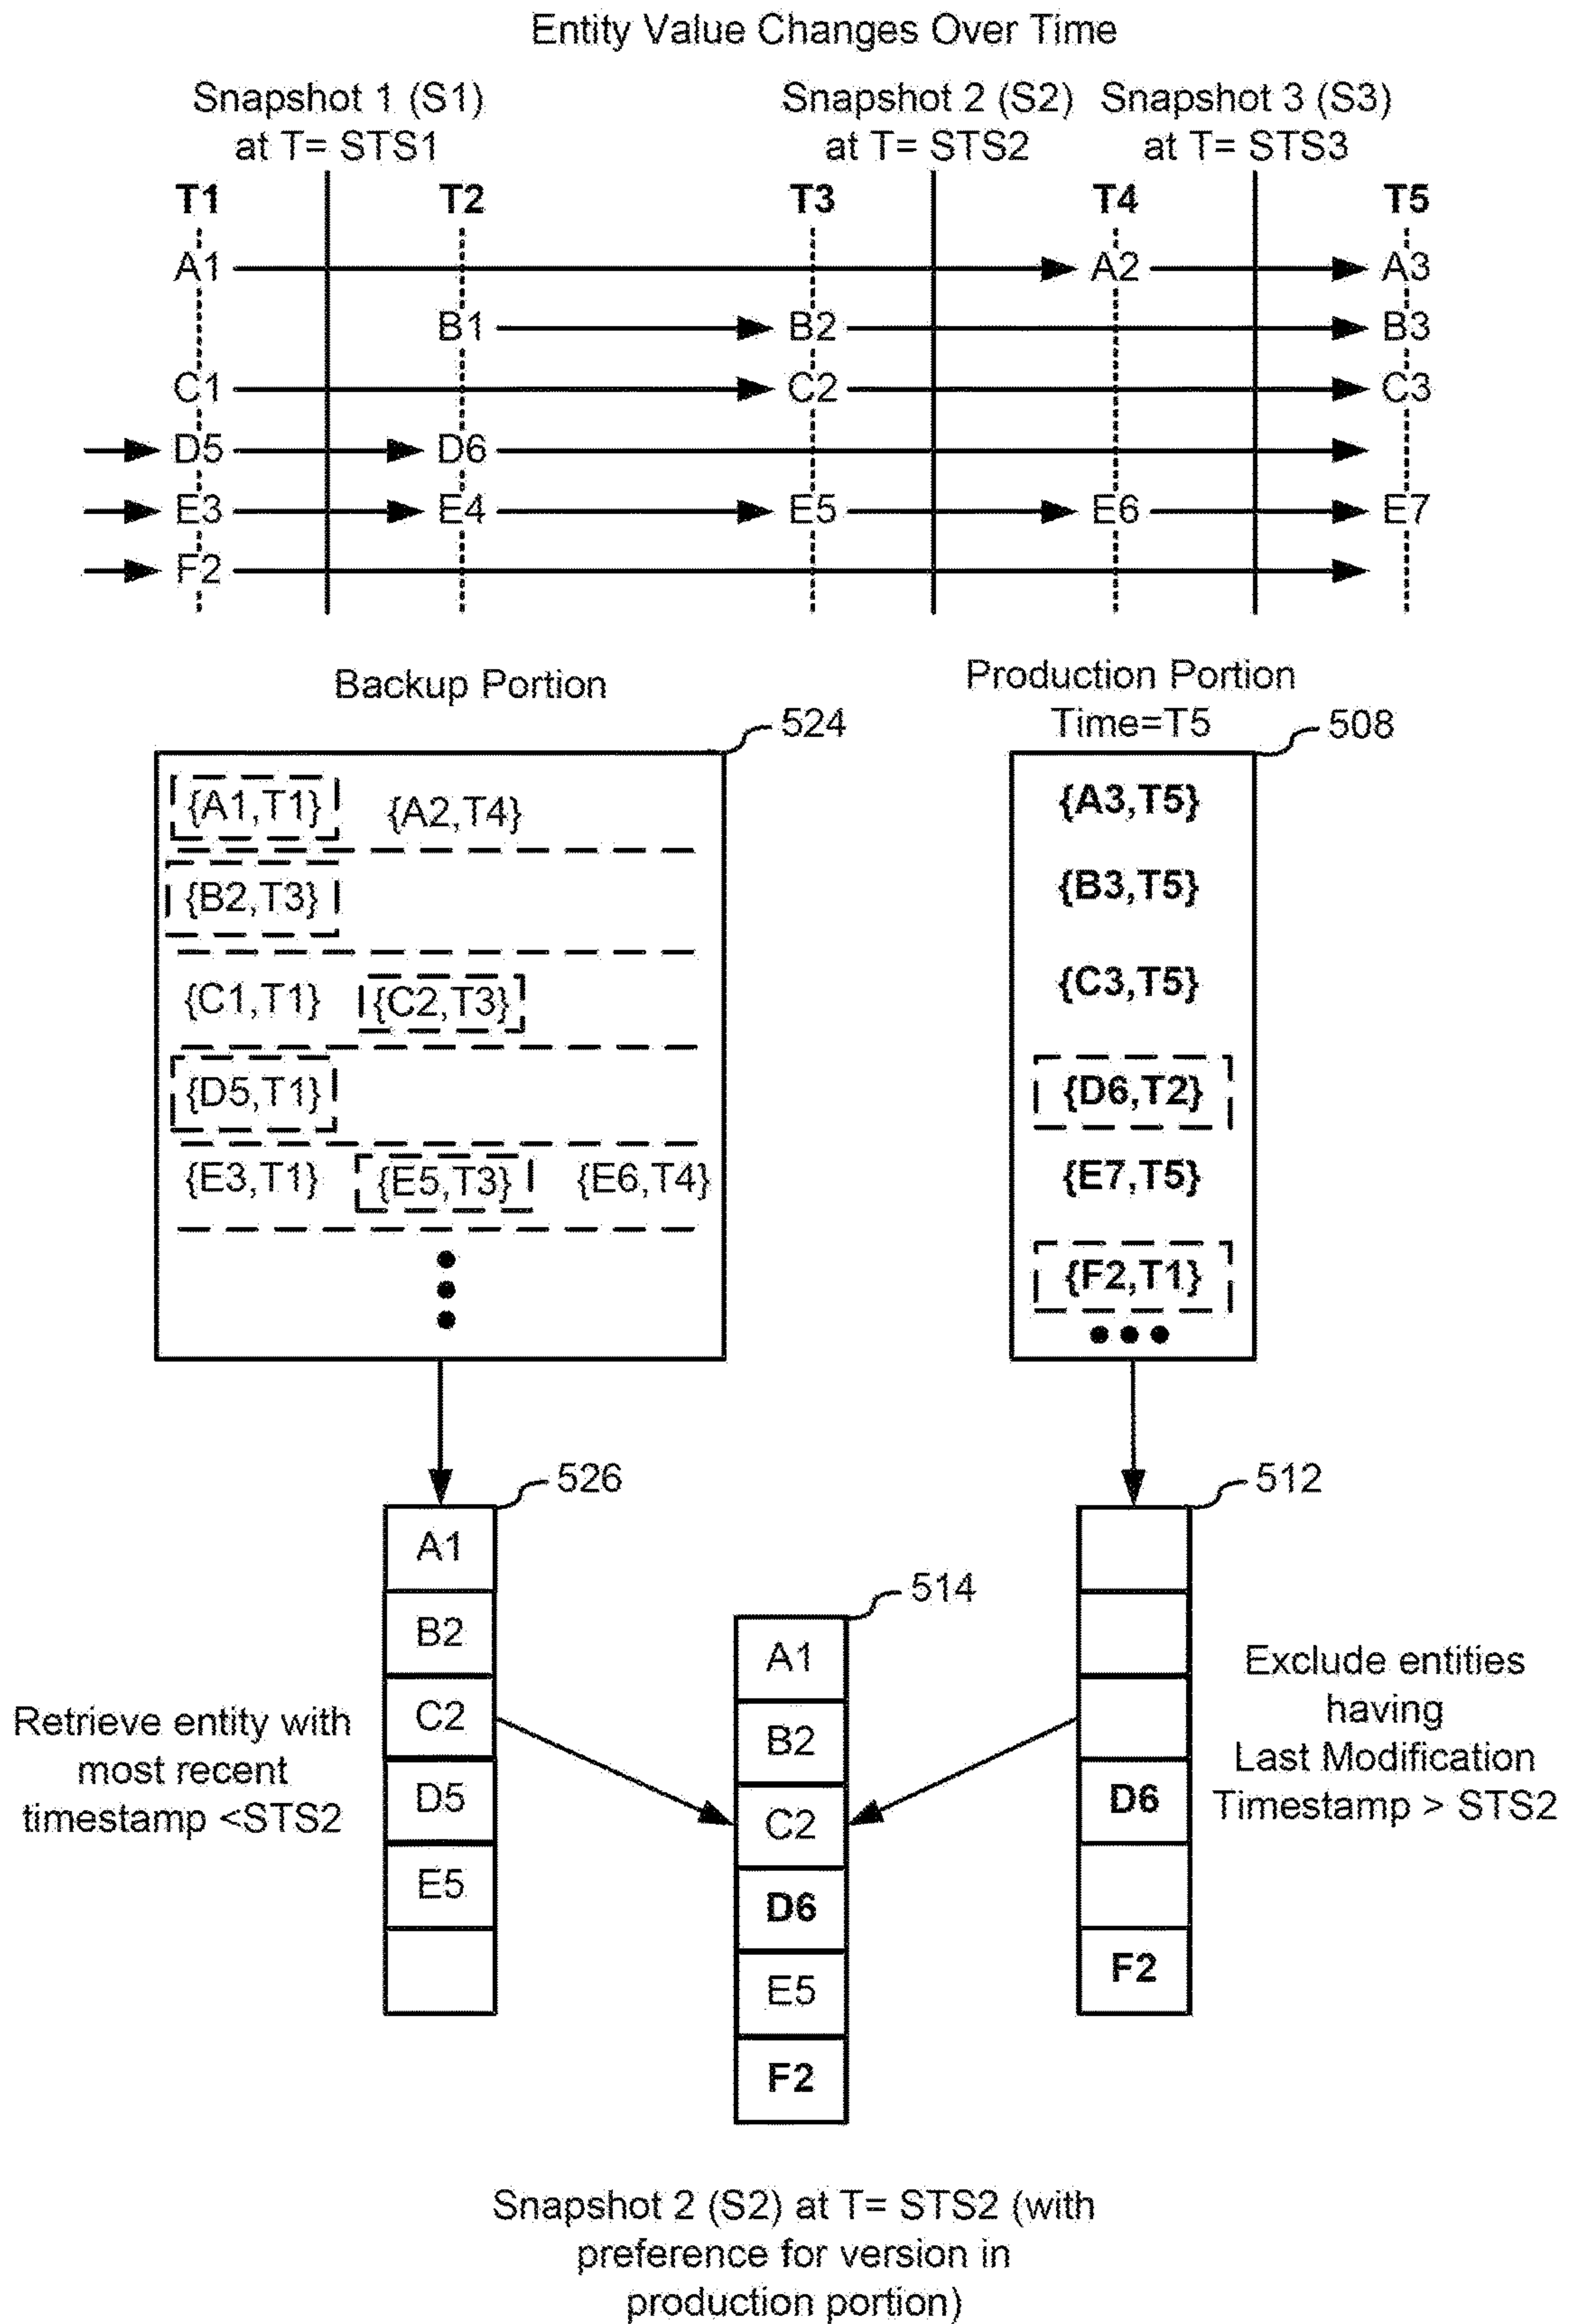 Entity Value Changes Over Time
Snapshot 1 (S1) Snapshot 2 (S2) Snapshot 3 (S3)
at T= STS1 at T= STS2 at T= STS3
T1 T2 T3 T4 T5
A1 A2 A3
B1 B2 B3
C1 C2 C3
D5 D6
E3 E4 E5 E6 E7
F2
Backup Portion
Production Portion
Time=T5
524
508
{A1,T1} {A2,T4}
{B2,T3}
{C1,T1} {C2,T3}
{D5,T1}
{E3,T1} {E5,T3} {E6,T4}
{A3,T5}
{B3,T5}
{C3,T5}
{D6,T2}
{E7,T5}
{F2,T1}
526
A1
B2
C2
D5
E5
Retrieve entity with
most recent
timestamp <STS2
514
A1
B2
C2
D6
E5
F2
512
D6
F2
Exclude entities
having
Last Modification
Timestamp > STS2
Snapshot 2 (S2) at T= STS2 (with
preference for version in
production portion)